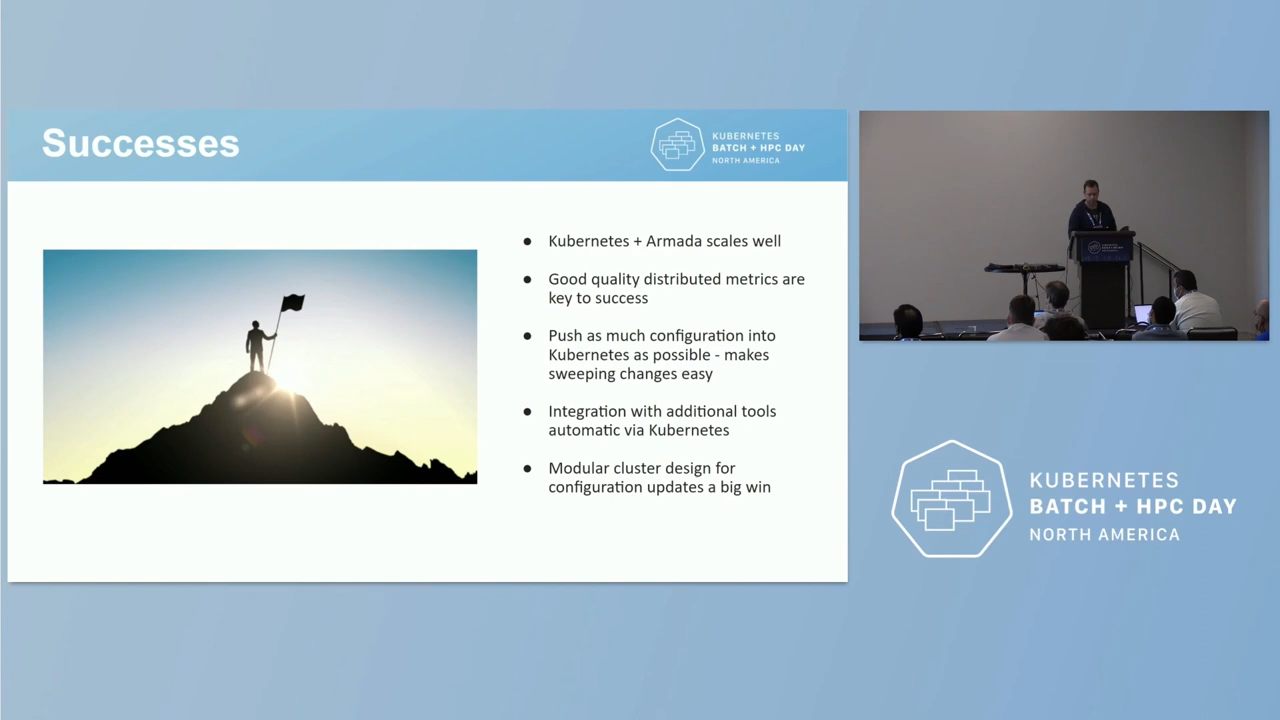 Successes
KUBERNETES
BATCH + HPC DAY
NORTH AMERICA
● Kubernetes + Armada scales well
● Good quality distributed metrics are
key to success
● Push as much configuration into
Kubernetes as possible - makes
sweeping changes easy
● Integration with additional tools
automatic via Kubernetes
● Modular cluster design for
configuration updates a big win
KUBERNETES
BATCH + HPC DAY
NORTH AMERICA